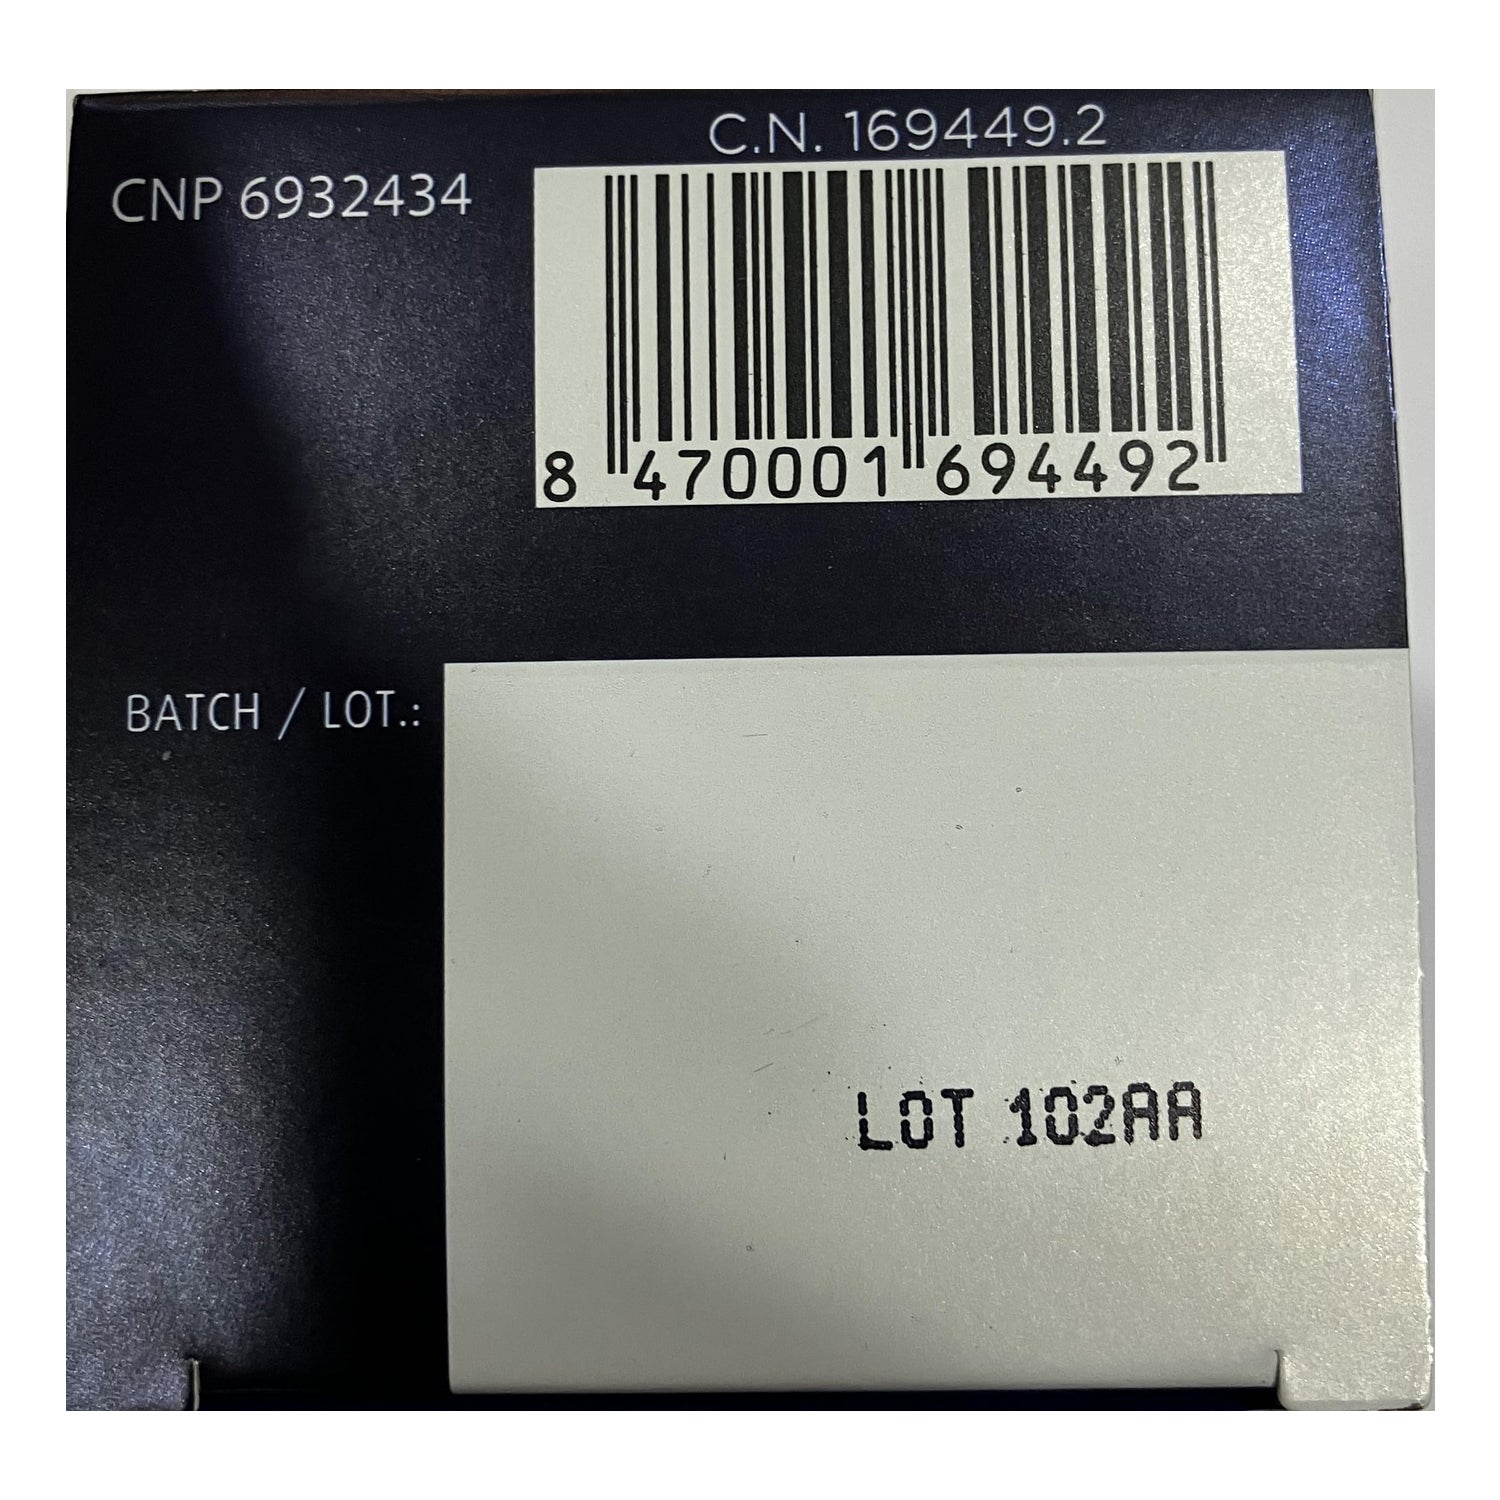 C.N. 169449.2
CNP 6932434
8 470001 694492
BATCH / LOT.:
LOT 102AA